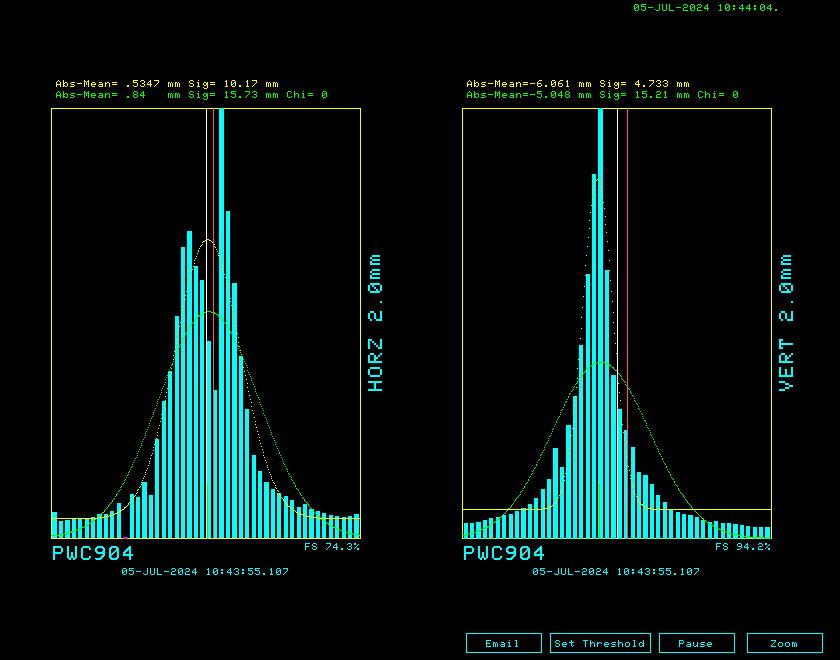 05-JUL-2024 10:44:04.
Abs-Mean= .5347 mm Sig= 10.17 mm
Abs-Mean= .84 mm Sig= 15.73 mm Chi= 0
HORZ 2.0mm
PWC904
FS 74.3%
05-JUL-2024 10:43:55.107
Abs-Mean=-6.061 mm Sig= 4.733 mm
Abs-Mean=-5.048 mm Sig= 15.21 mm Chi= 0
VERT 2.0mm
PWC904
FS 94.2%
05-JUL-2024 10:43:55.107
Email
Set Threshold
Pause
Zoom